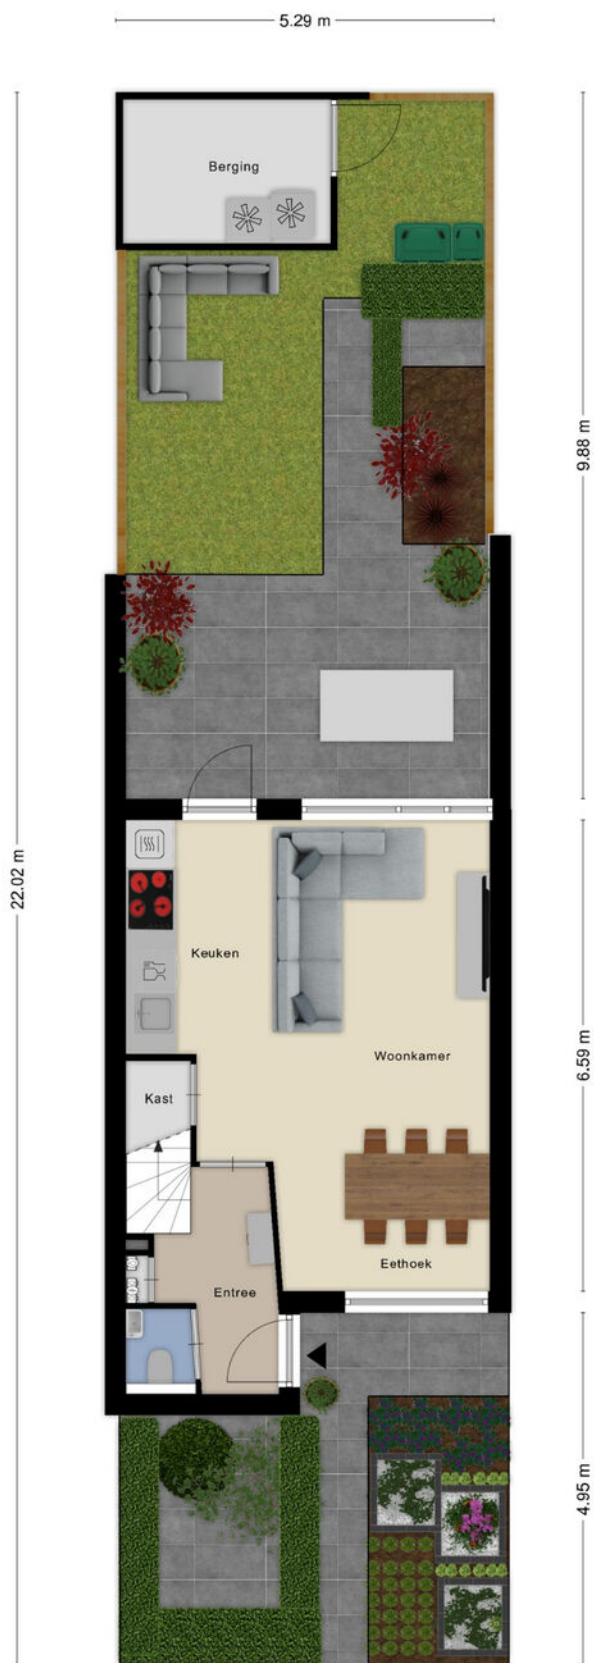 5.29 m
Berging
9.88 m
22.02 m
Keuken
Woonkamer
6.59 m
Kast
Eethoek
Entree
4.95 m